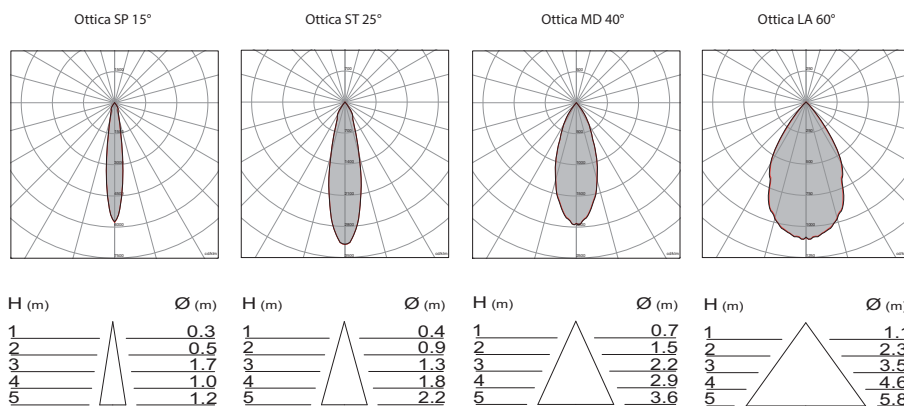 Ottica SP 15°
Ottica ST 25°
Ottica MD 40°
Ottica LA 60°
H (m) Ø (m)
1 0.3
2 0.5
3 1.7
4 1.0
5 1.2
H (m) Ø (m)
1 0.4
2 0.9
3 1.3
4 1.8
5 2.2
H (m) Ø (m)
1 0.7
2 1.5
3 2.2
4 2.9
5 3.6
H (m) Ø (m)
1 1.1
2 2.3
3 3.5
4 4.6
5 5.8